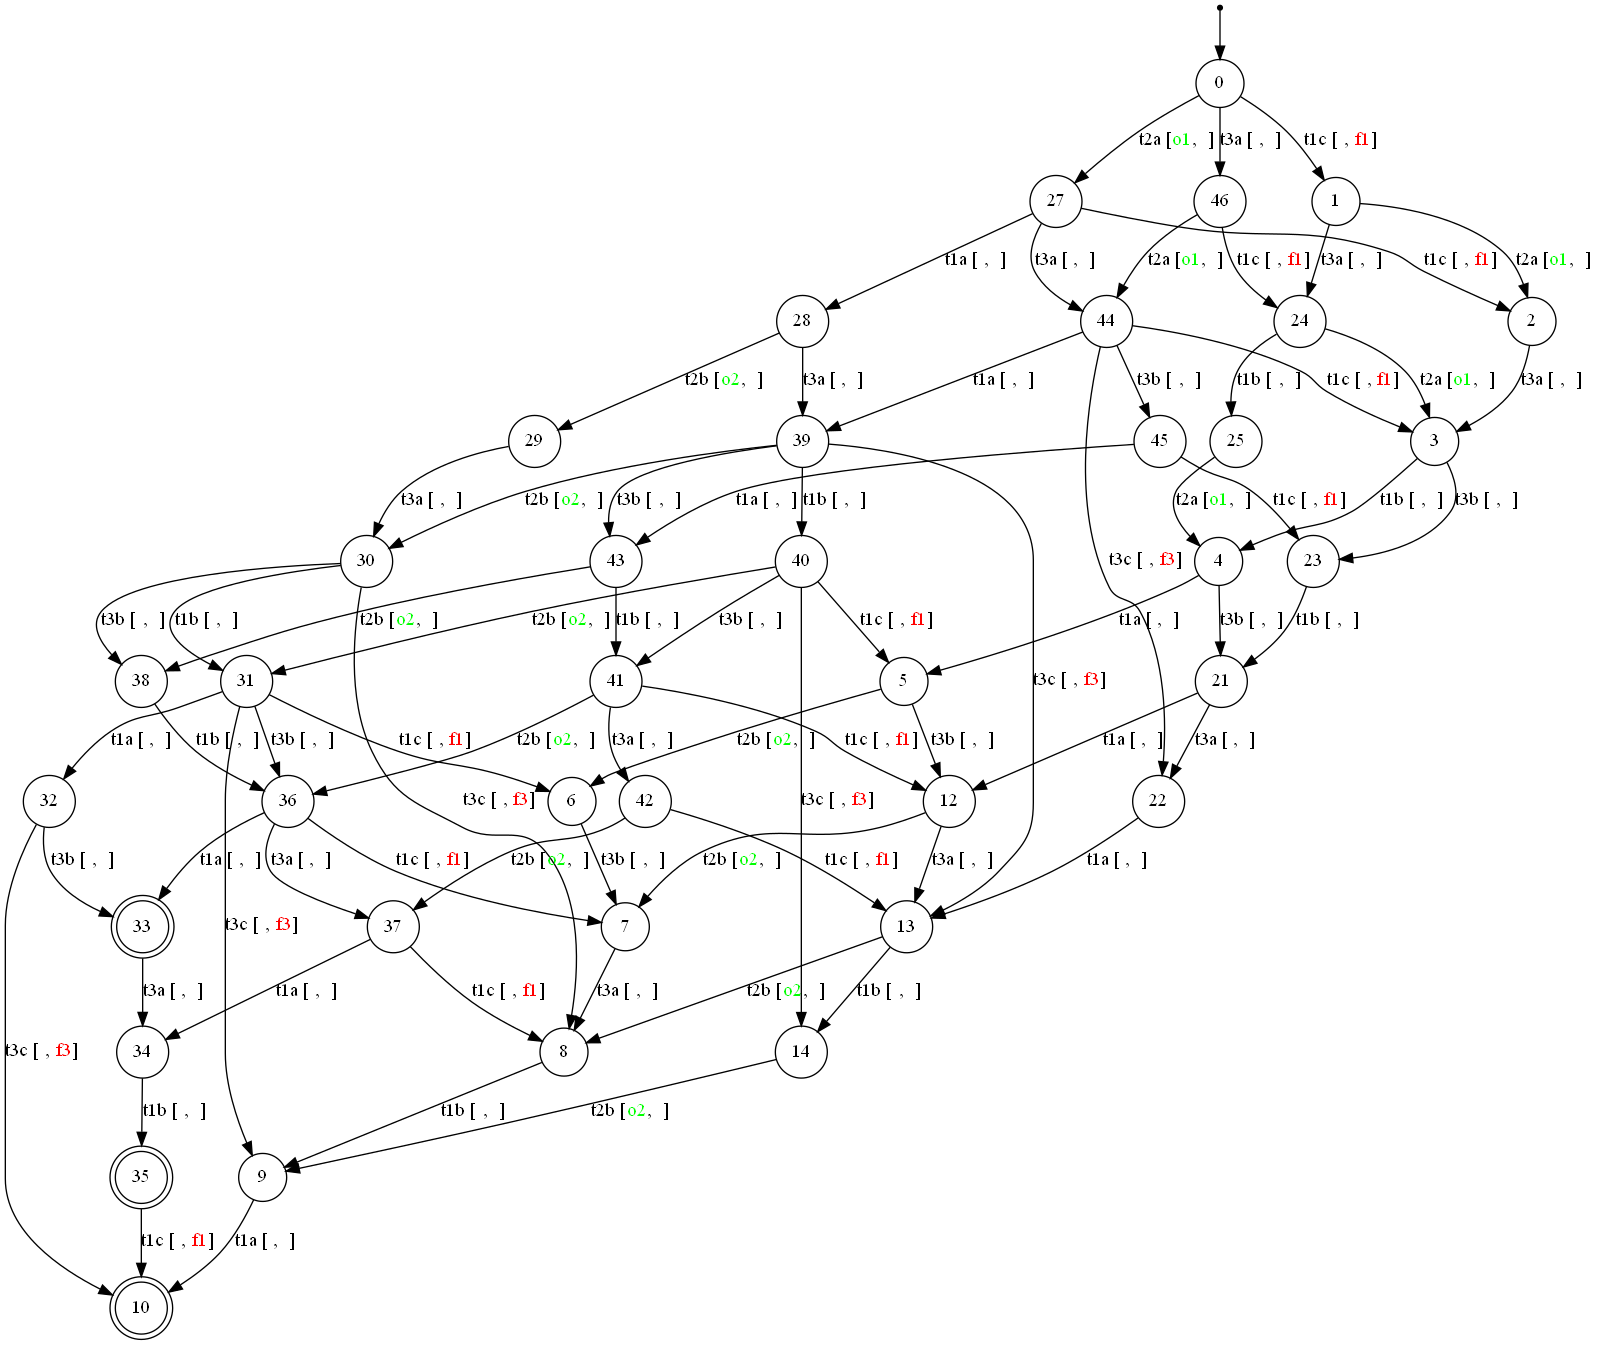 0
t2a [o1, ] t3a [ , ] t1c [ , f1]
27 46 1
t1a [ , ] t3a [ , ] t2a [o1, ] t1c [ , f1] t3a [ , ] t1c [ , f1] t2a [o1, ]
28 44 24 2
t2b [o2, ] t3a [ , ] t1a [ , ] t3b [ , ] t1b [ , ] t1c [ , f1] t2a [o1, ] t3a [ , ]
29 39 45 25 3
t3a [ , ] t2b [o2, ] t3b [ , ] t1a [ , ] t1b [ , ] t2a [o1, ] t1c [ , f1] t1b [ , ] t3b [ , ]
30 43 40 t3c [ , f3] 4 23
t3b [ , ] t1b [ , ] t2b [o2, ] t2b [o2, ] t1b [ , ] t3b [ , ] t1c [ , f1] t1a [ , ] t3b [ , ] t1b [ , ]
38 31 41 5 t3c [ , f3] 21
t1a [ , ] t1b [ , ] t3b [ , ] t1c [ , f1] t2b [o2, ] t3a [ , ] t2b [o2, ] t1c [ , f1] t3b [ , ] t1a [ , ] t3a [ , ]
32 36 t3c [ , f3] 6 42 t3c [ , f3] 12 22
t3b [ , ] t1a [ , ] t3a [ , ] t1c [ , f1] t2b [o2, ] t3b [ , ] t2b [o2, ] t1c [ , f1] t3a [ , ] t1a [ , ]
33 t3c [ , f3] 37 7 13
t3a [ , ] t1a [ , ] t1c [ , f1] t3a [ , ] t2b [o2, ] t1b [ , ]
t3c [ , f3] 34 8 14
t1b [ , ] t1b [ , ] t2b [o2, ]
35 9
t1c [ , f1] t1a [ , ]
10